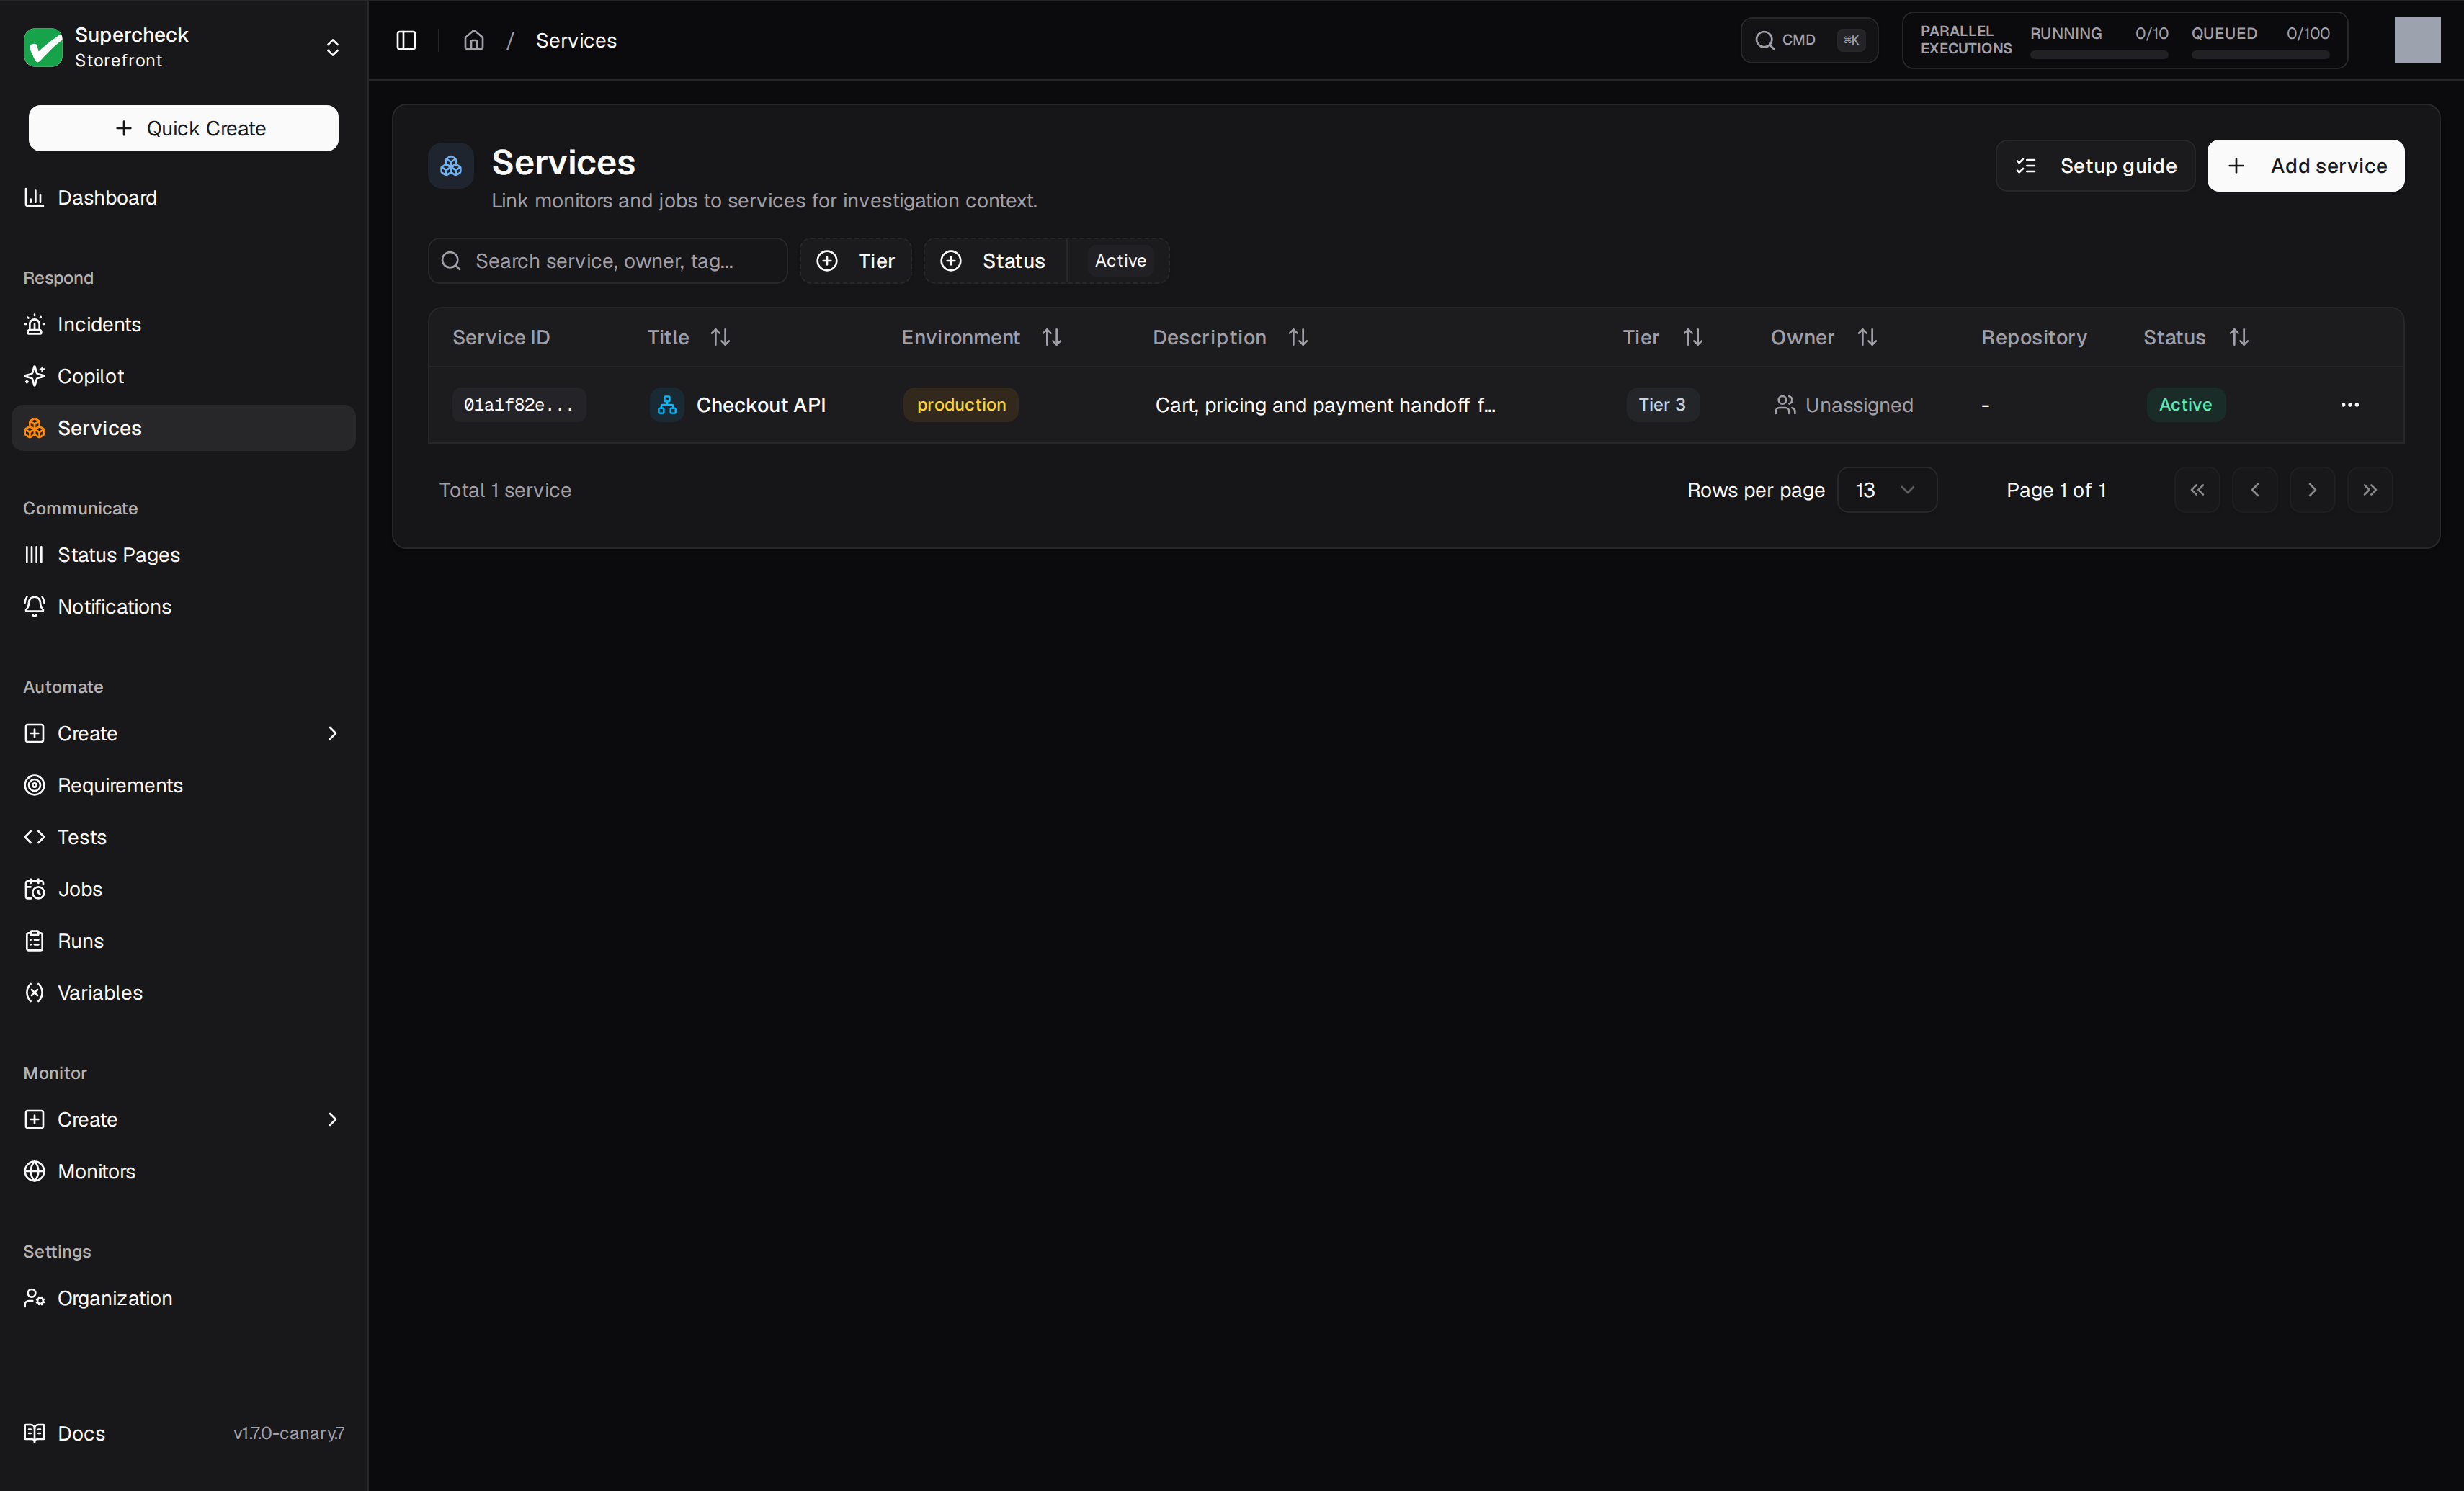 Supercheck
Storefront
Quick Create
Dashboard
Respond
Incidents
Copilot
Services
Communicate
Status Pages
Notifications
Automate
Create
Requirements
Tests
Jobs
Runs
Variables
Monitor
Create
Monitors
Settings
Organization
Docs v1.7.0-canary.7
/ Services
CMD ⌘K
PARALLEL EXECUTIONS
RUNNING 0/10
QUEUED 0/100
Services
Link monitors and jobs to services for investigation context.
Setup guide
Add service
Search service, owner, tag...
Tier
Status Active
Service ID Title Environment Description Tier Owner Repository Status
01a1f82e... Checkout API production Cart, pricing and payment handoff f... Tier 3 Unassigned - Active
Total 1 service
Rows per page 13
Page 1 of 1